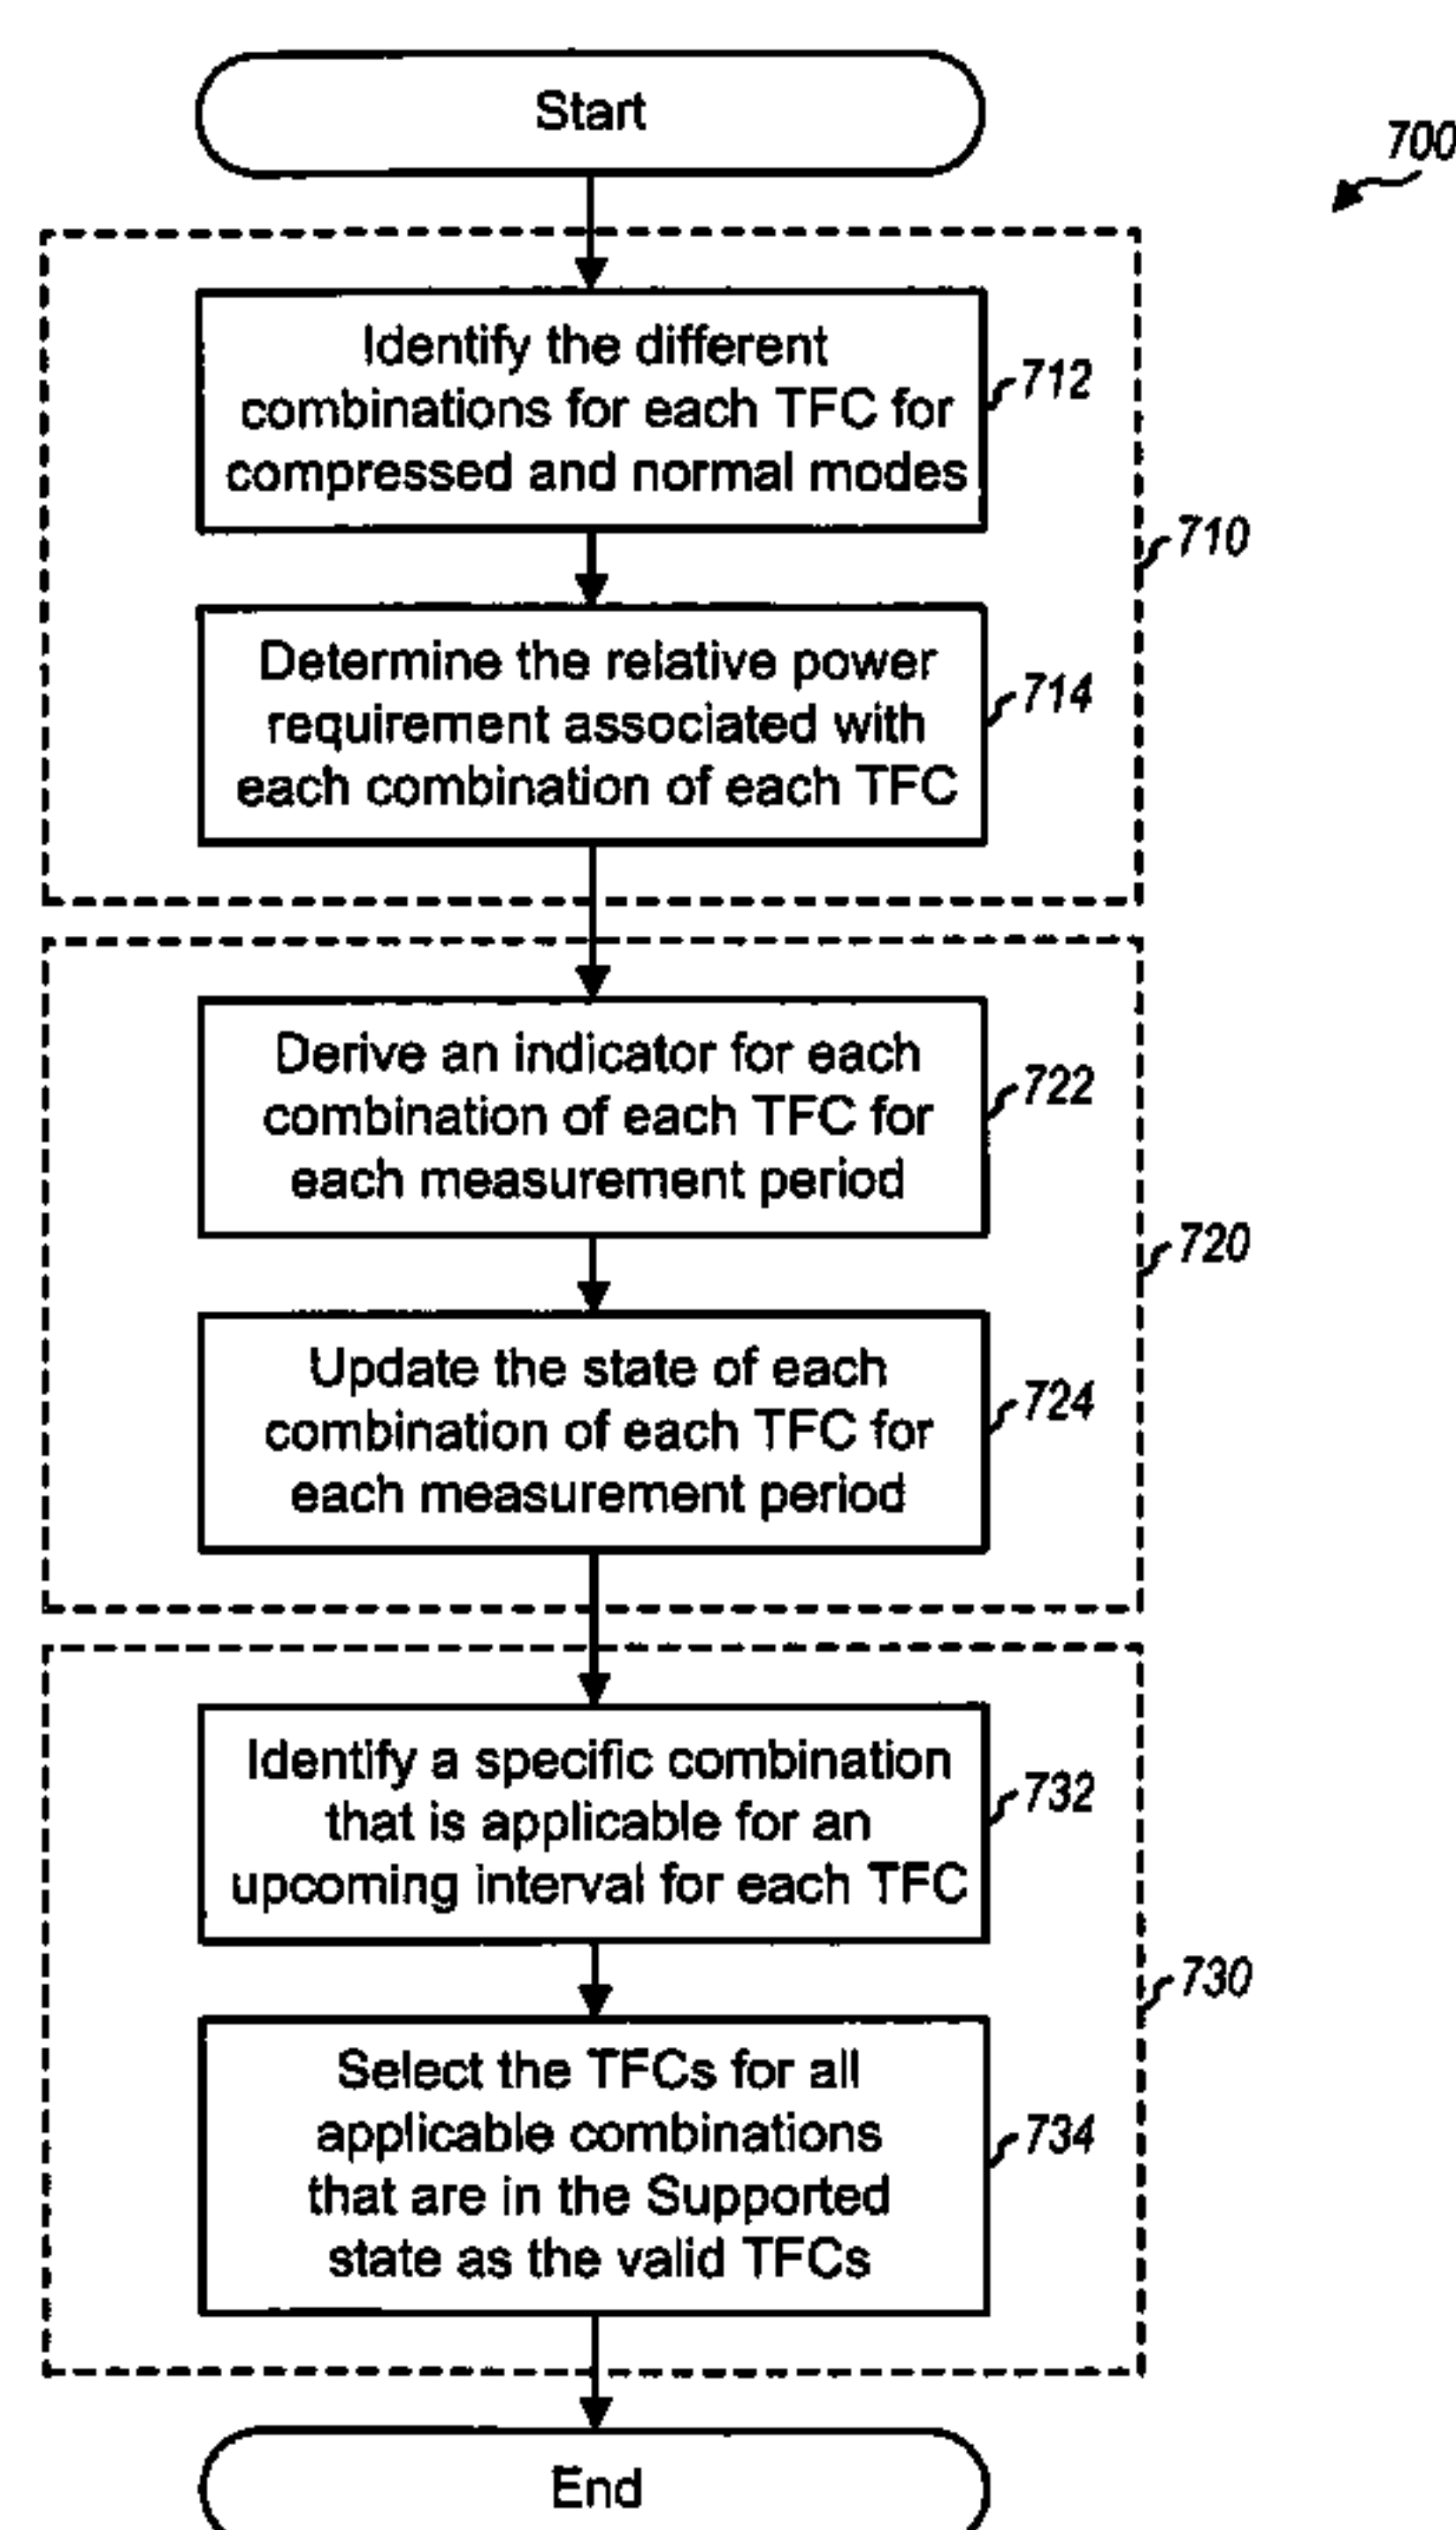 Start
700
Identify the different
combinations for each TFC for
compressed and normal modes
712
710
Determine the relative power
requirement associated with
each combination of each TFC
714
Derive an indicator for each
combination of each TFC for
each measurement period
722
720
Update the state of each
combination of each TFC for
each measurement period
724
Identify a specific combination
that is applicable for an
upcoming interval for each TFC
732
730
Select the TFCs for all
applicable combinations
that are in the Supported
state as the valid TFCs
734
End